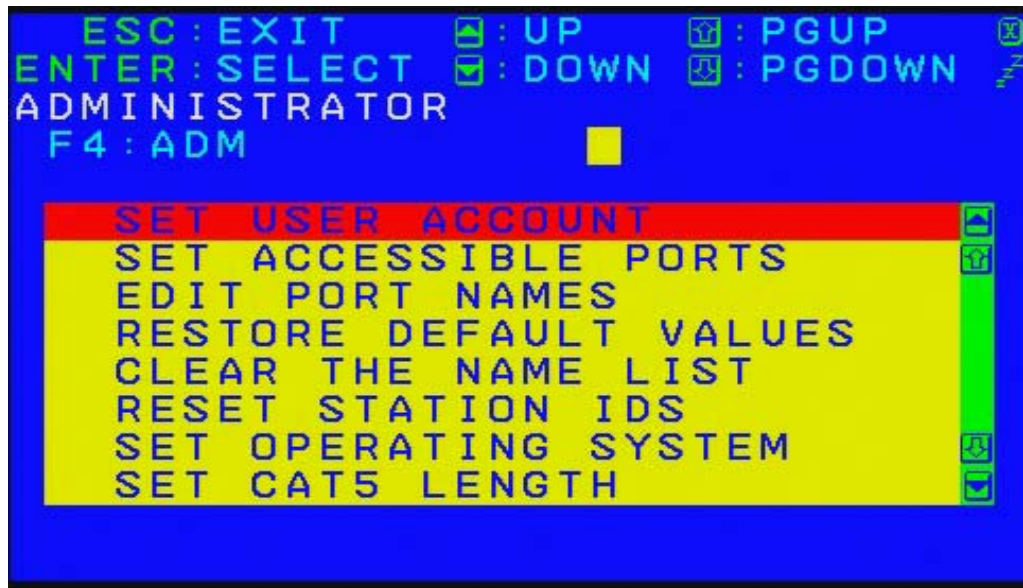 ESC:EXIT :UP :PGUP
ENTER:SELECT :DOWN :PGDOWN zZ
ADMINISTRATOR
F4:ADM
SET USER ACCOUNT
SET ACCESSIBLE PORTS
EDIT PORT NAMES
RESTORE DEFAULT VALUES
CLEAR THE NAME LIST
RESET STATION IDS
SET OPERATING SYSTEM
SET CAT5 LENGTH